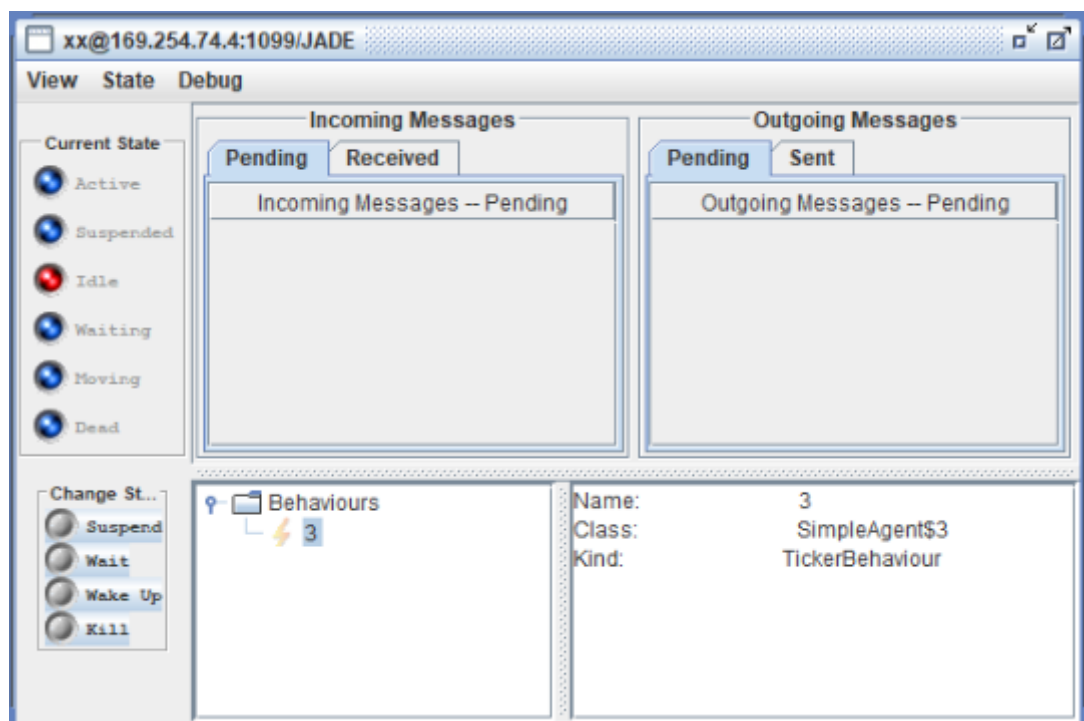 xx@169.254.74.4:1099/JADE
View State Debug
Current State
Active
Suspended
Idle
Waiting
Moving
Dead
Incoming Messages
Pending Received
Incoming Messages -- Pending
Outgoing Messages
Pending Sent
Outgoing Messages -- Pending
Change St...
Suspend
Wait
Wake Up
Kill
Behaviours
3
Name: 3
Class: SimpleAgent$3
Kind: TickerBehaviour